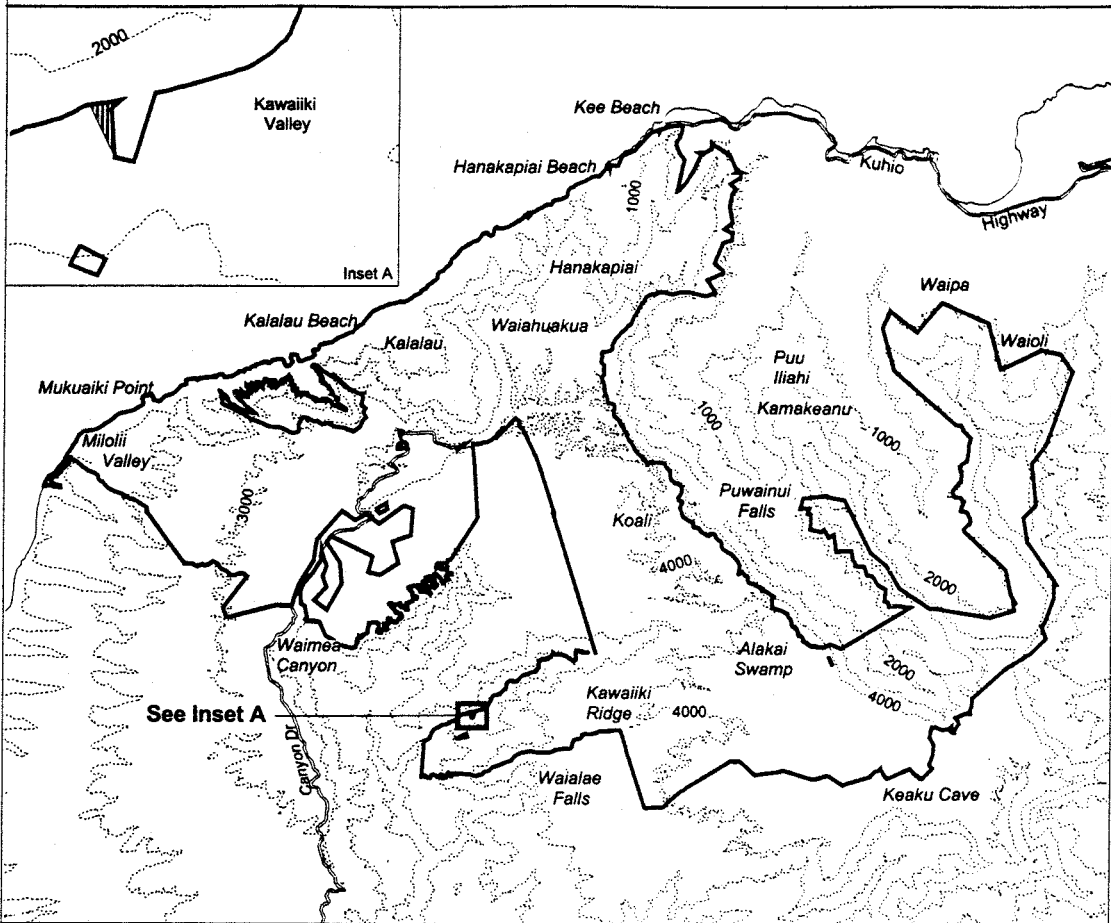 2000
Kawaiiki
Valley
Inset A
Kee Beach
Hanakapiai Beach
Kuhio
Highway
1000
Hanakapiai
Waipa
Kalalau Beach
Waiahuakua
Kalalau
Waioli
Puu
Iliahi
Mukuaiki Point
Kamakeanu
1000
1000
Milolii
Valley
3000
Puwainui
Falls
Koali
4000
2000
Waimea
Canyon
Alakai
Swamp
2000
4000
See Inset A
Kawaiiki
Ridge
4000
Canyon Dr
Waialae
Falls
Keaku Cave